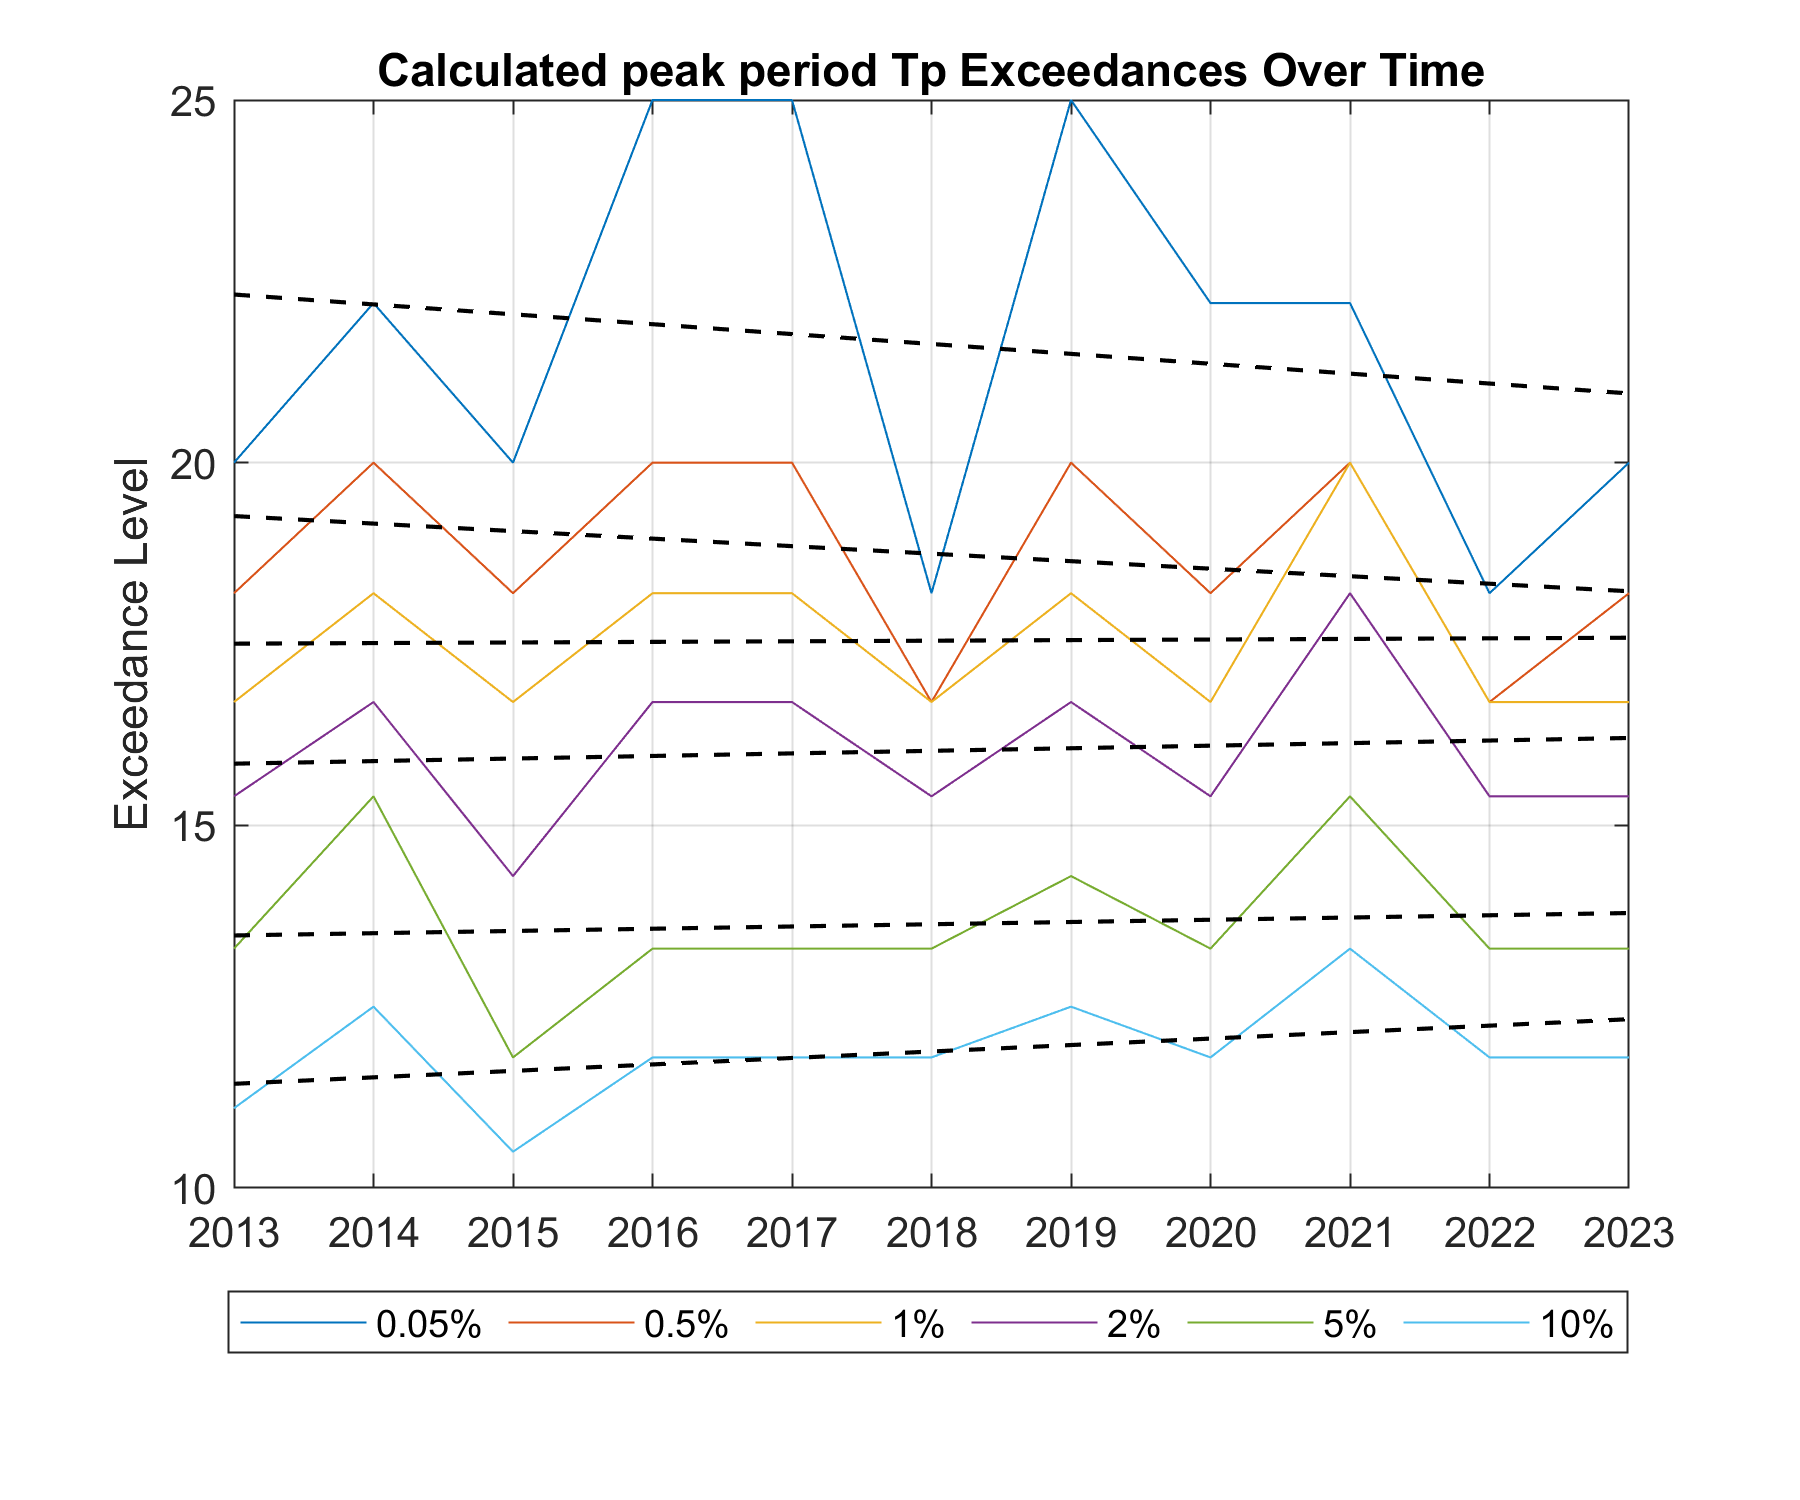 Calculated peak period Tp Exceedances Over Time
25
20
15
10
Exceedance Level
2013 2014 2015 2016 2017 2018 2019 2020 2021 2022 2023
0.05% 0.5% 1% 2% 5% 10%